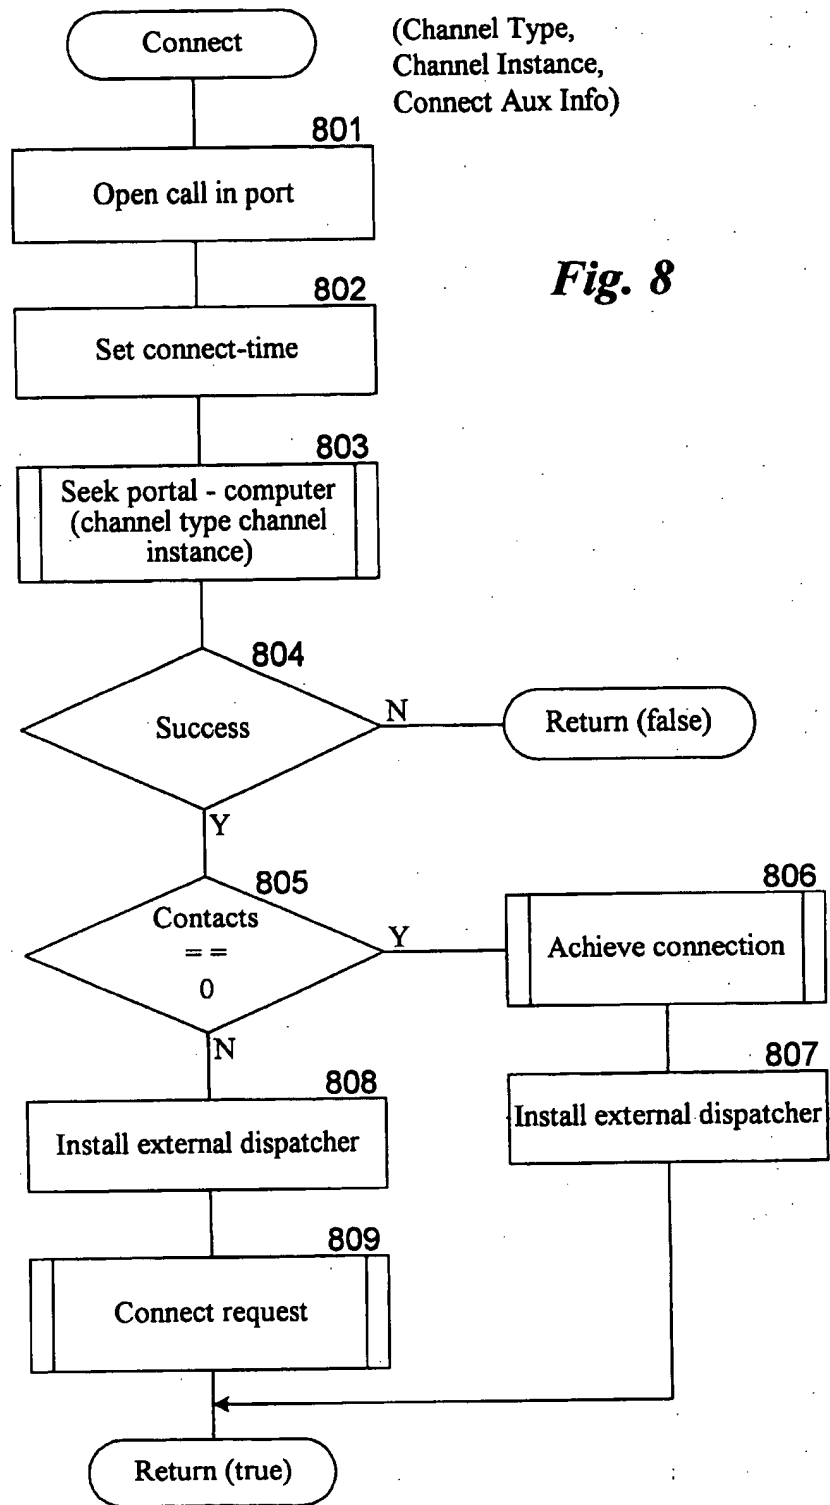 Connect
(Channel Type,
Channel Instance,
Connect Aux Info)
801
Open call in port
Fig. 8
802
Set connect-time
803
Seek portal - computer
(channel type channel
instance)
804
Success
N
Return (false)
Y
805
Contacts
= =
0
Y
806
Achieve connection
N
807
Install external dispatcher
808
Install external dispatcher
809
Connect request
Return (true)